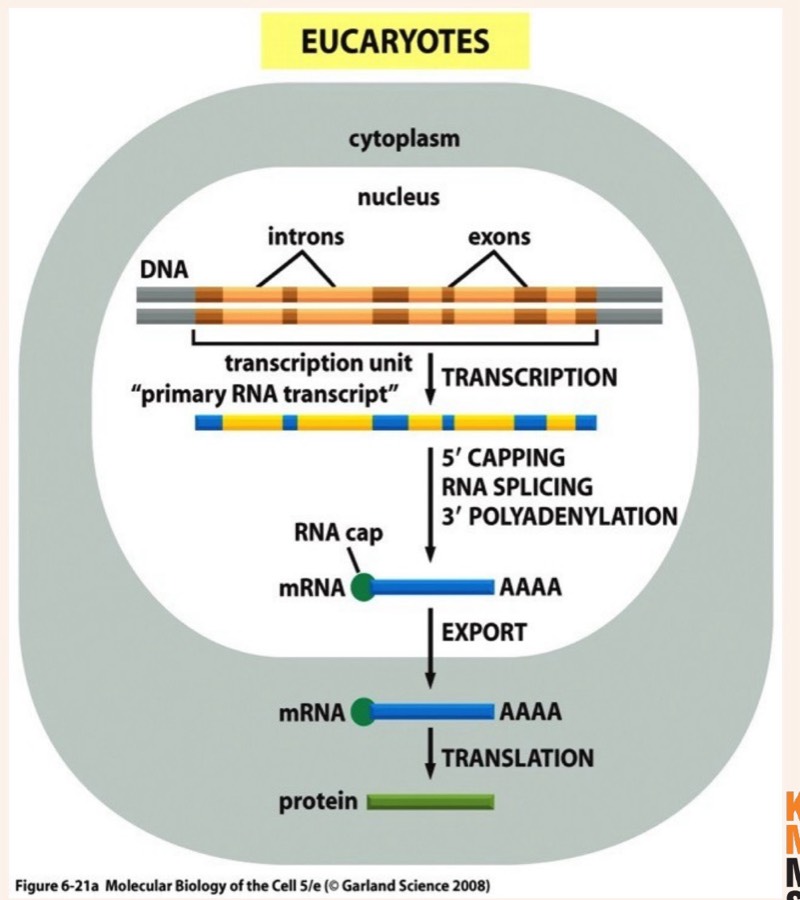 EUCARYOTES
cytoplasm
nucleus
introns
exons
DNA
transcription unit
"primary RNA transcript"
TRANSCRIPTION
5′ CAPPING
RNA SPLICING
3′ POLYADENYLATION
RNA cap
mRNA AAAA
EXPORT
mRNA AAAA
TRANSLATION
protein
Figure 6-21a Molecular Biology of the Cell 5/e (© Garland Science 2008)
K
M
M